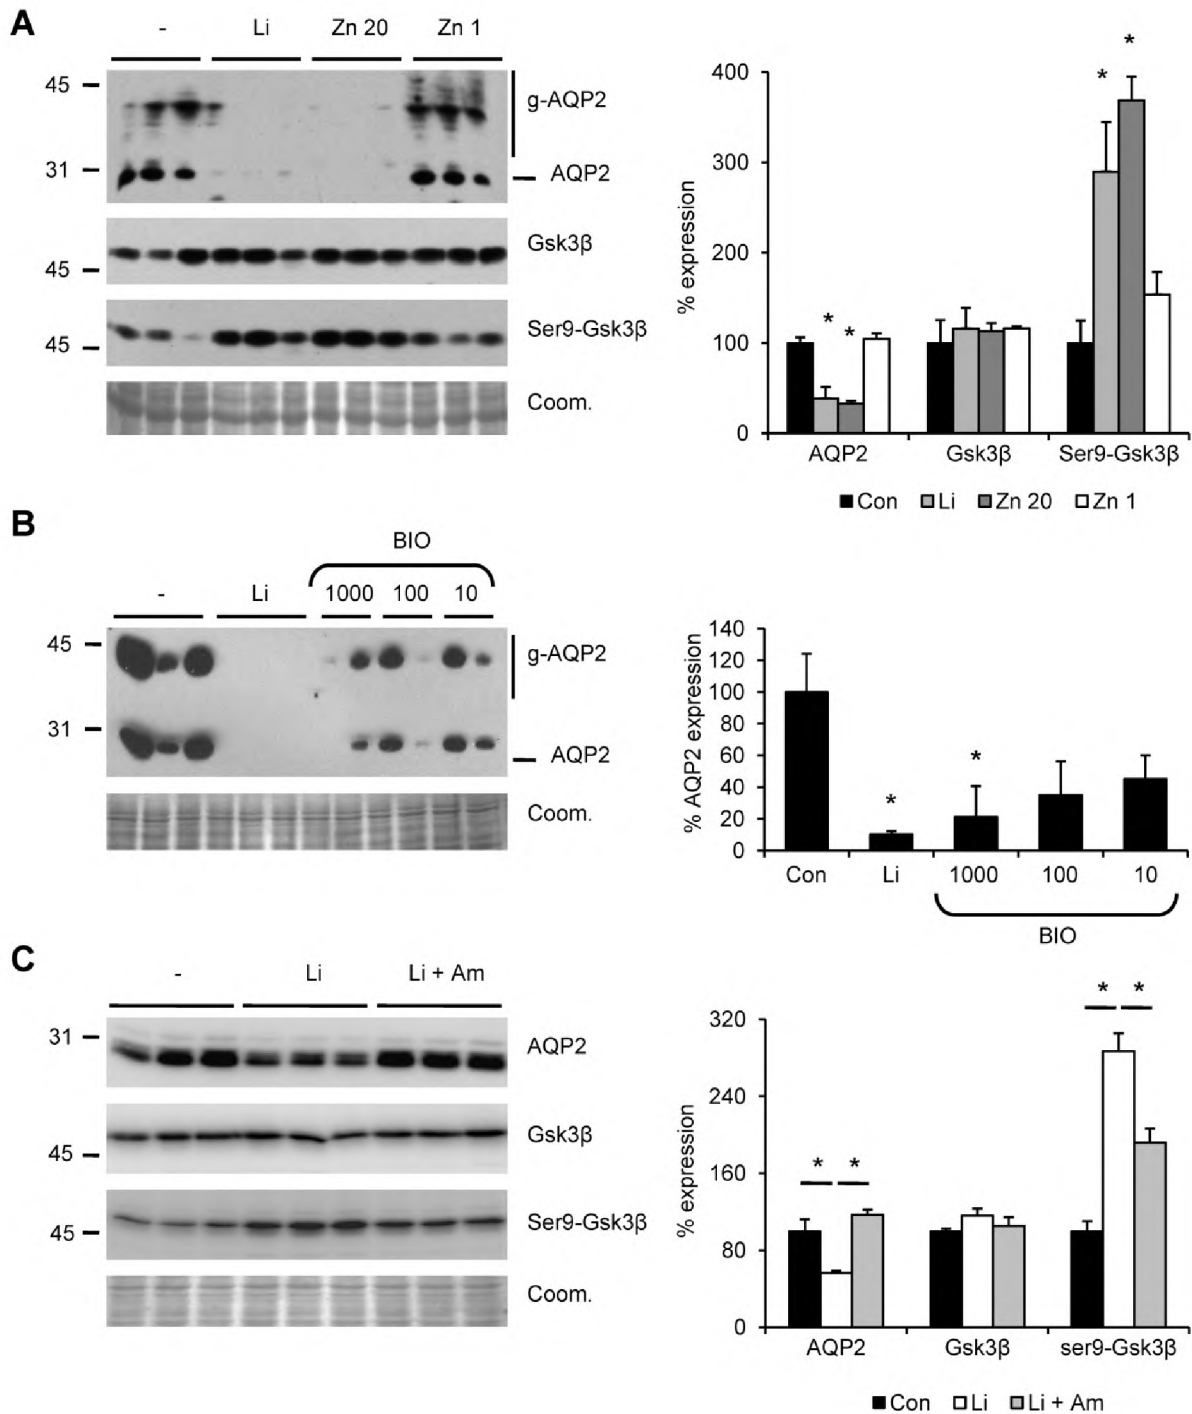 A
- Li Zn 20 Zn 1
45
g-AQP2
31
AQP2
Gsk3β
45
Ser9-Gsk3β
45
Coom.
* *
* *
% expression
400
300
200
100
0
AQP2 Gsk3β Ser9-Gsk3β
Con Li Zn 20 Zn 1
B
BIO
- Li 1000 100 10
45
g-AQP2
31
AQP2
Coom.
% AQP2 expression
140
120
100
80
60
40
20
0
* *
Con Li 1000 100 10
BIO
C
- Li Li + Am
31
AQP2
Gsk3β
45
Ser9-Gsk3β
45
Coom.
* *
* *
% expression
320
240
160
80
0
AQP2 Gsk3β ser9-Gsk3β
Con Li Li + Am